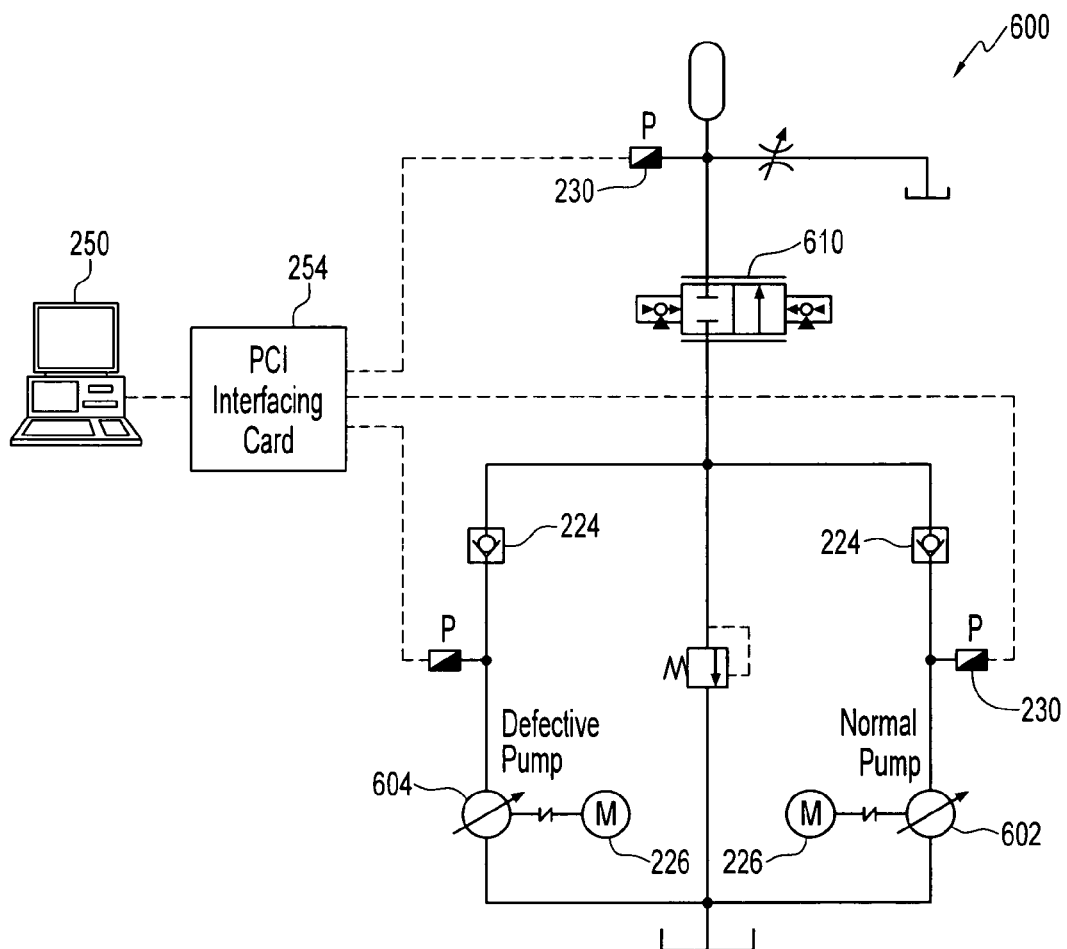 600
P
230
610
250
254
PCI
Interfacing
Card
224
224
P
P
230
Defective
Pump
Normal
Pump
604
M
M
226
226
602